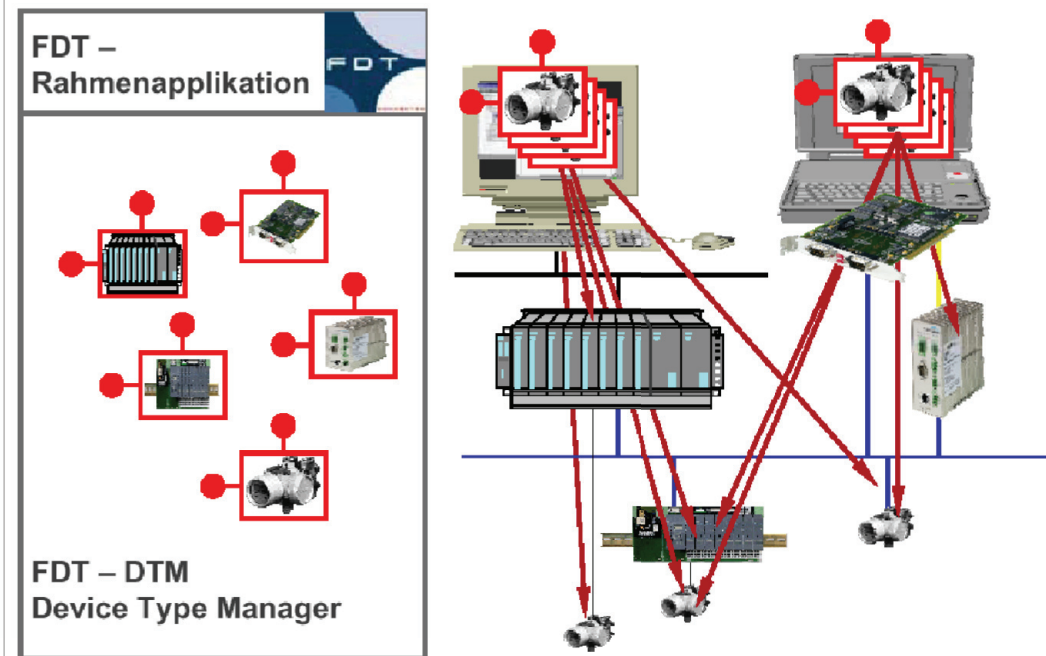 FDT –
Rahmenapplikation
FDT
FDT – DTM
Device Type Manager